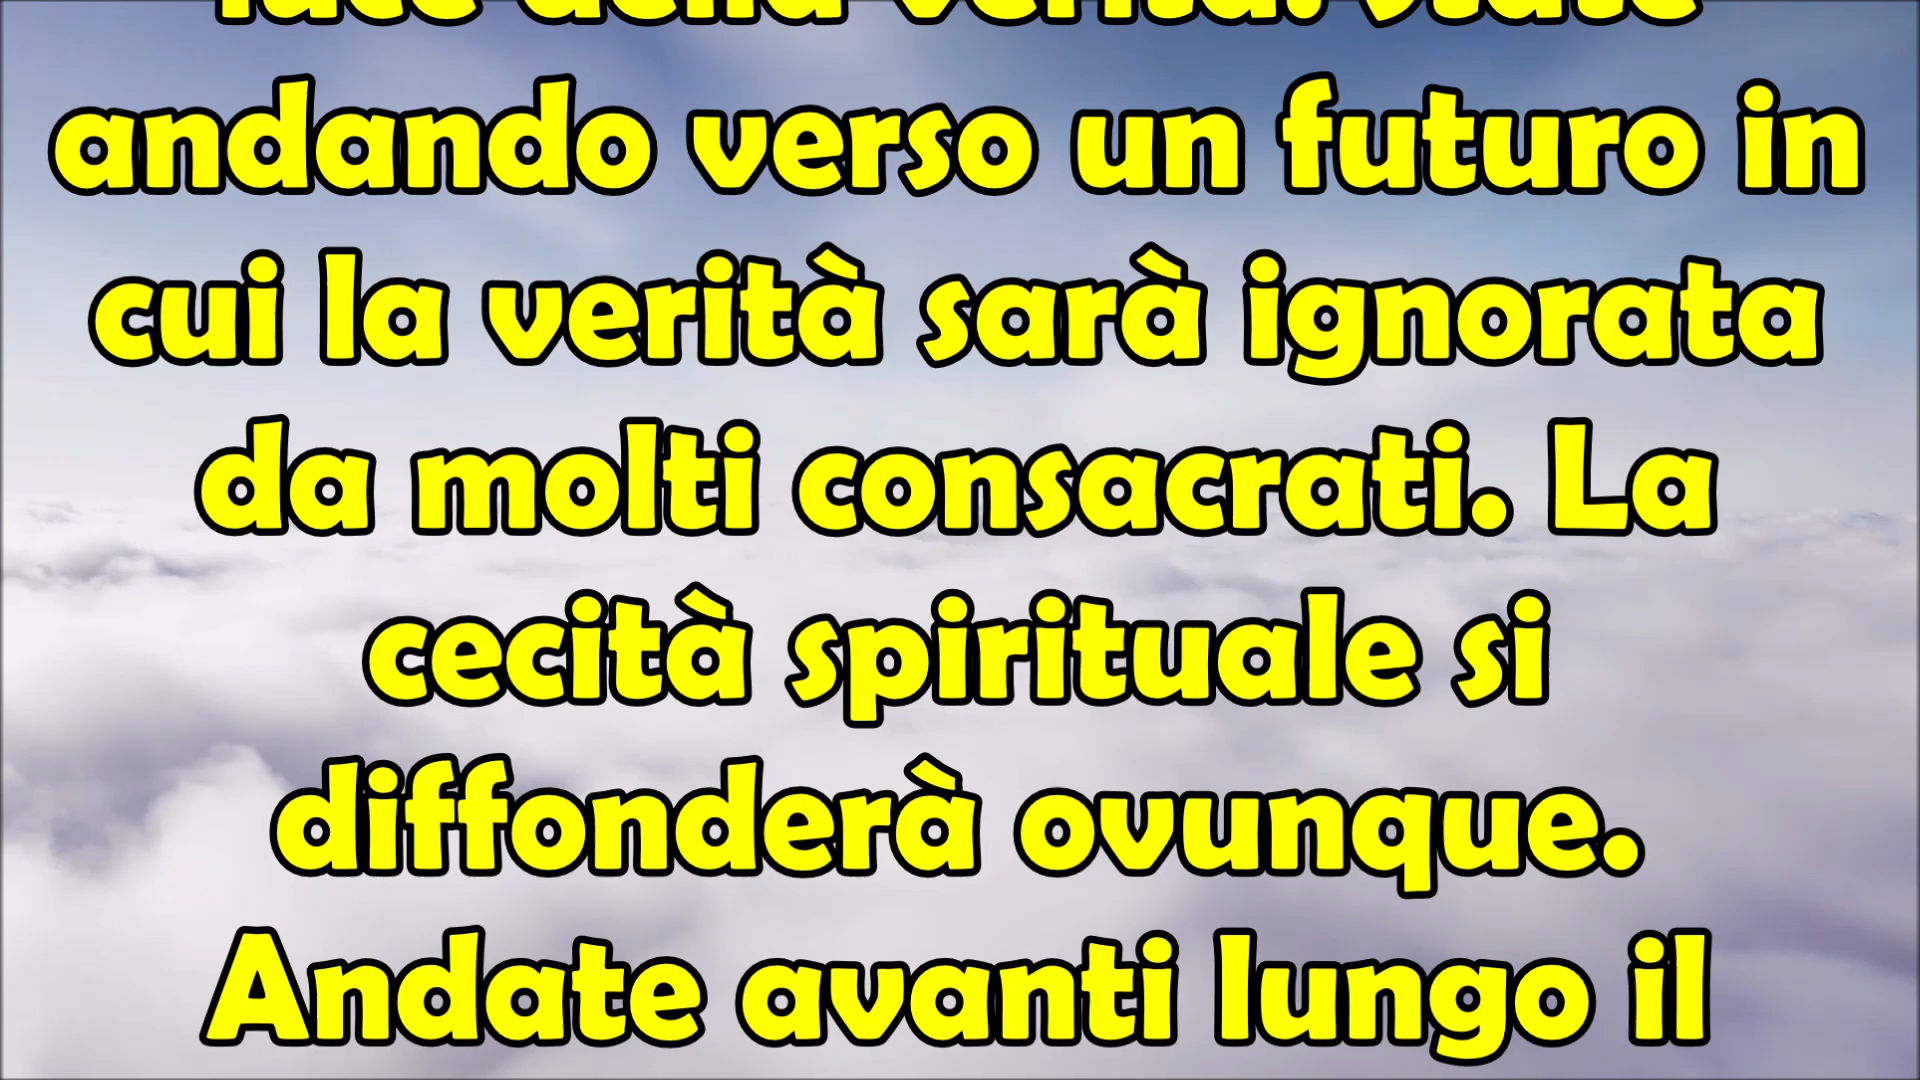 luce della verità. State
andando verso un futuro in
cui la verità sarà ignorata
da molti consacrati. La
cecità spirituale si
diffonderà ovunque.
Andate avanti lungo il